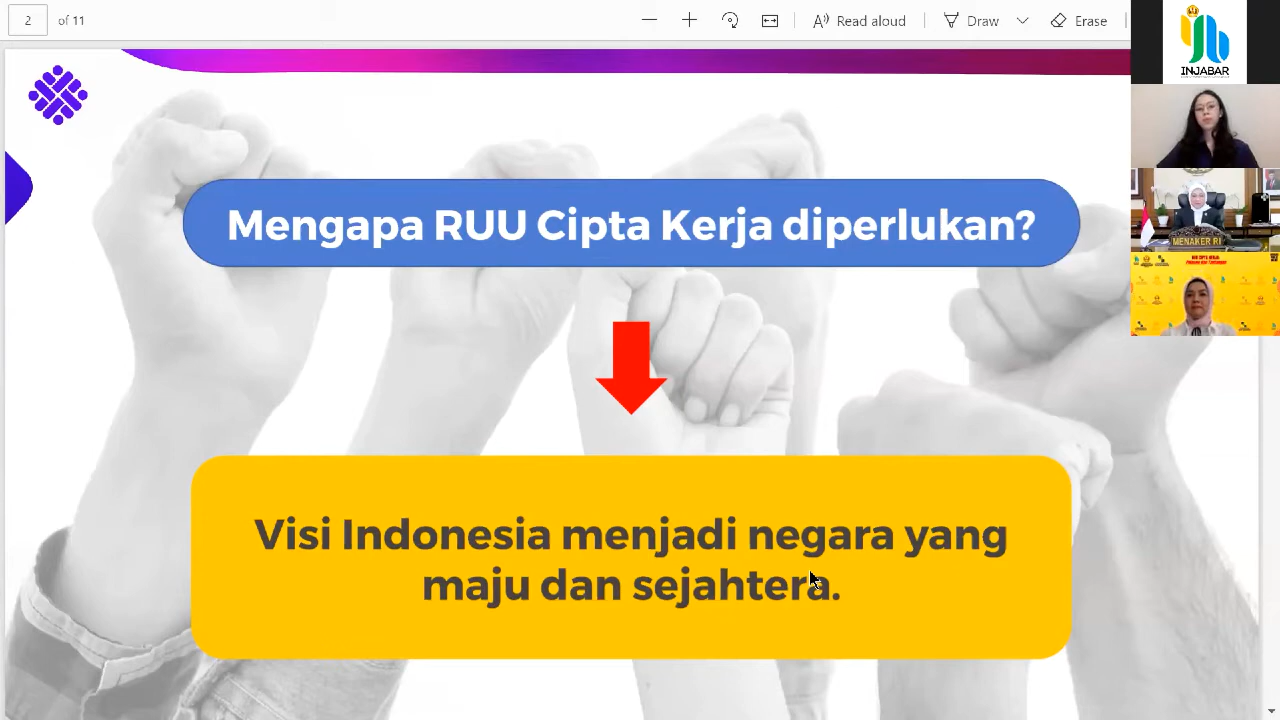 2 of 11
Read aloud
Draw
Erase
INJABAR
Mengapa RUU Cipta Kerja diperlukan?
MENAKER RI
Visi Indonesia menjadi negara yang
maju dan sejahtera.